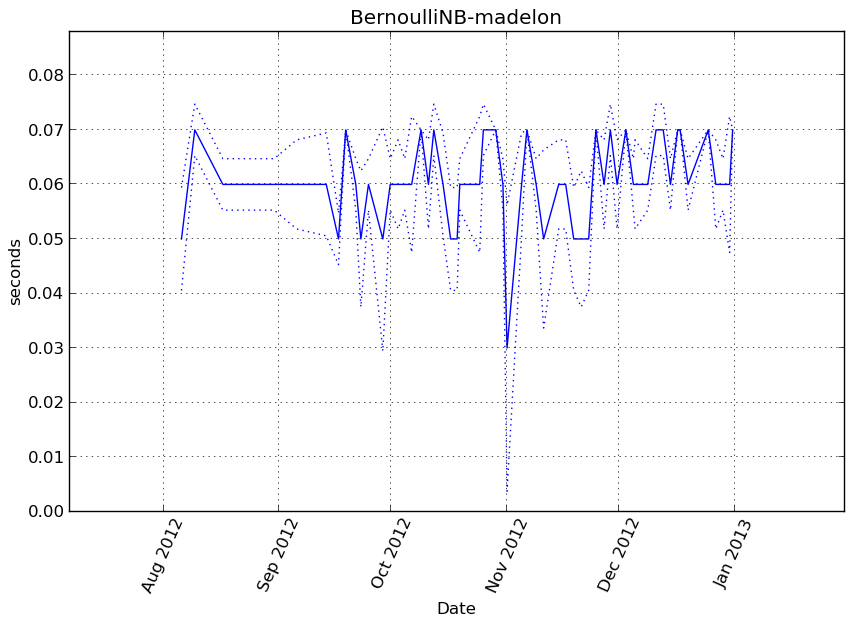 BernoulliNB-madelon
0.08
0.07
0.06
0.05
0.04
0.03
0.02
0.01
0.00
seconds
Aug 2012
Sep 2012
Oct 2012
Nov 2012
Dec 2012
Jan 2013
Date